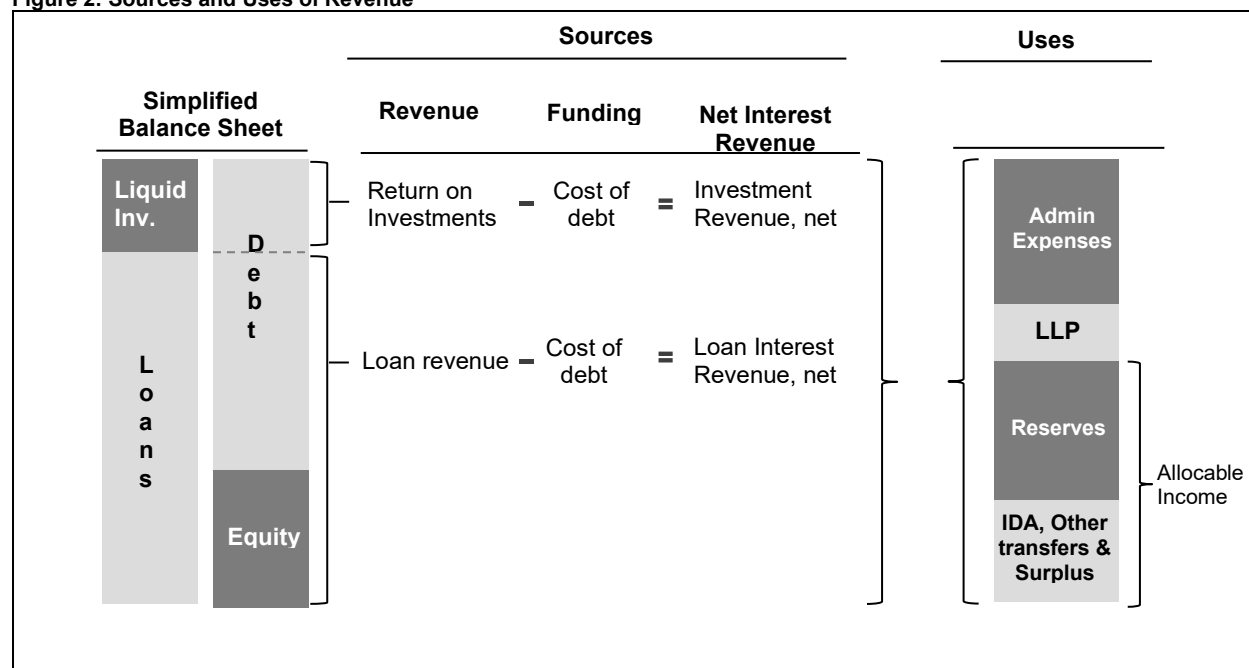 Figure 2: Sources and Uses of Revenue
Sources
Uses
Simplified
Balance Sheet
Revenue
Funding
Net Interest
Revenue
Liquid
Inv.
D
e
b
t
Return on
Investments
-
Cost of
debt
=
Investment
Revenue, net
L
o
a
n
s
Loan revenue
-
Cost of
debt
=
Loan Interest
Revenue, net
Equity
Admin
Expenses
LLP
Reserves
IDA, Other
transfers &
Surplus
Allocable
Income